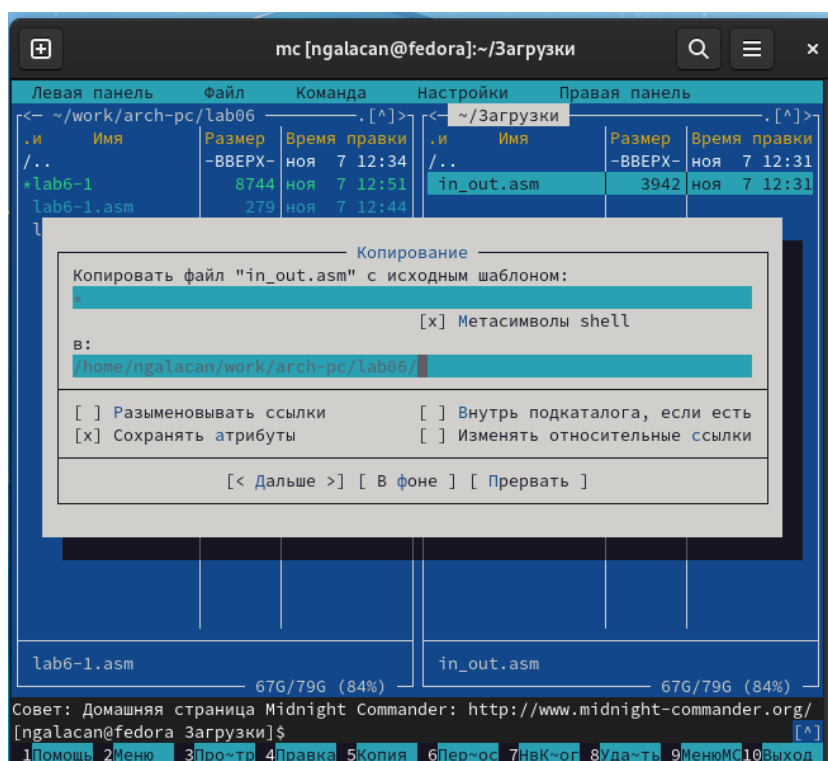 mc [ngalacan@fedora]:~/Загрузки
Левая панель Файл Команда Настройки Правая панель
<— ~/work/arch-pc/lab06 .[^]> <— ~/Загрузки .[^]>
.и Имя Размер Время правки .и Имя Размер Время правки
/.. -ВВЕРХ- ноя 7 12:34 /.. -ВВЕРХ- ноя 7 12:31
*lab6-1 8744 ноя 7 12:51 in_out.asm 3942 ноя 7 12:31
lab6-1.asm 279 ноя 7 12:44
l
Копирование
Копировать файл "in_out.asm" с исходным шаблоном:
*
[x] Метасимволы shell
в:
/home/ngalacan/work/arch-pc/lab06/
[ ] Разыменовывать ссылки [ ] Внутрь подкаталога, если есть
[x] Сохранять атрибуты [ ] Изменять относительные ссылки
[< Дальше >] [ В фоне ] [ Прервать ]
lab6-1.asm in_out.asm
67G/79G (84%) 67G/79G (84%)
Совет: Домашняя страница Midnight Commander: http://www.midnight-commander.org/
[ngalacan@fedora Загрузки]$ [^]
1Помощь 2Меню 3Про~тр 4Правка 5Копия 6Пер~ос 7НвК~ог 8Уда~ть 9МенюMC 10Выход